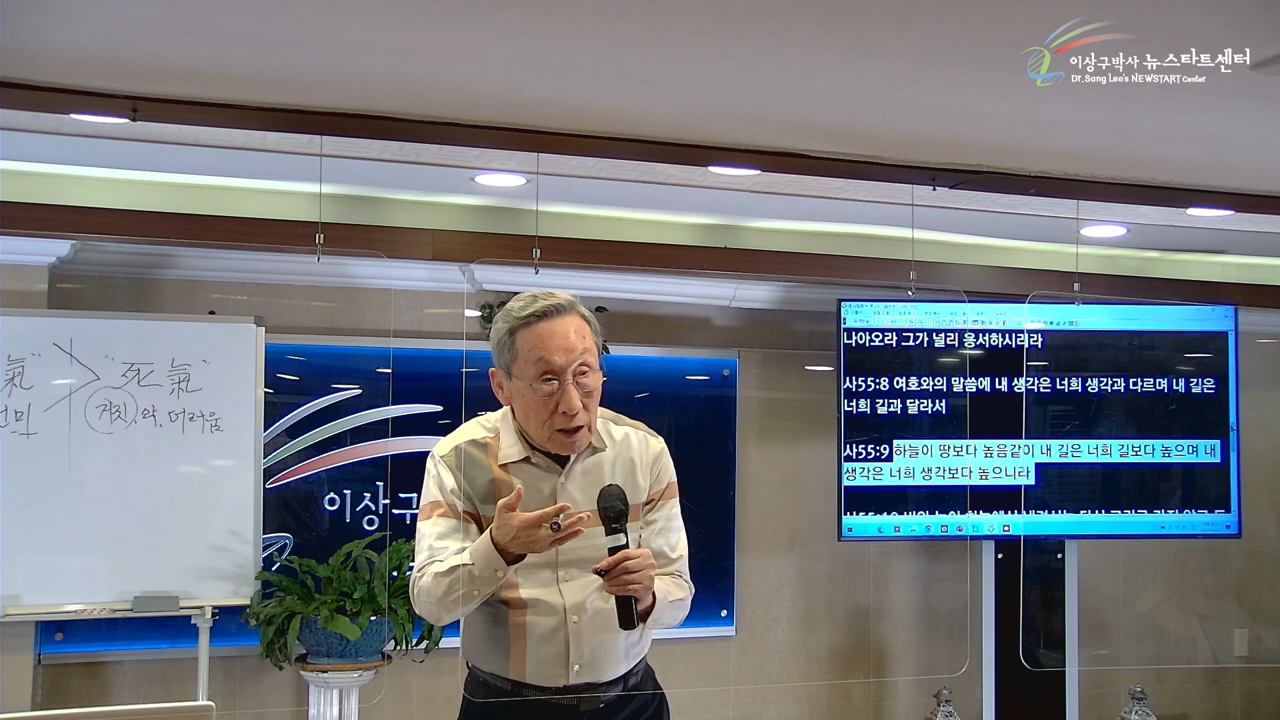 이상구박사 뉴스타트센터
Dr. Sang Lee's NEWSTART Center
氣" "死氣"
거짓, 악, 더러움
이상구
나아오라 그가 널리 용서하시리라
사55:8 여호와의 말씀에 내 생각은 너희 생각과 다르며 내 길은
너희 길과 달라서
사55:9 하늘이 땅보다 높음같이 내 길은 너희 길보다 높으며 내
생각은 너희 생각보다 높으니라